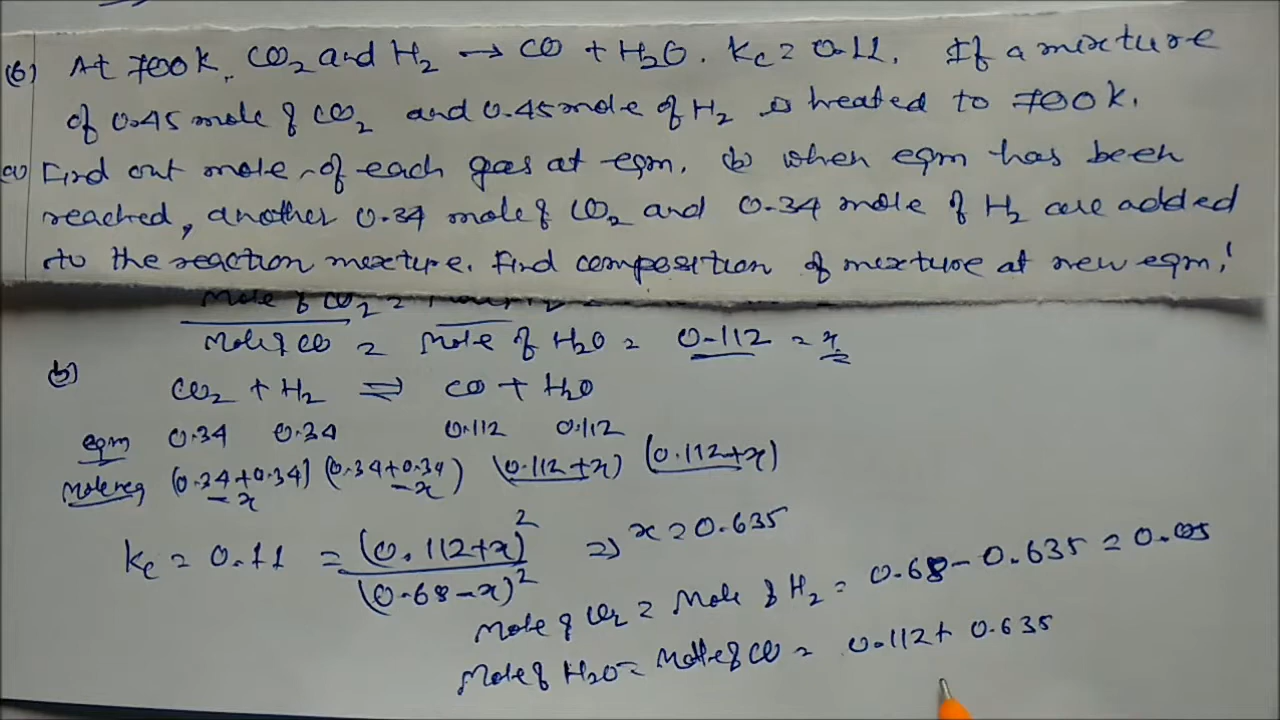 (6) At 700K, CO2 and H2 → CO + H2O. Kc = 0.11. If a mixture
of 0.45 mole of CO2 and 0.45 mole of H2 is heated to 700K.
(a) Find out mole of each gas at eqm. (b) when eqm has been
reached, another 0.34 mole of CO2 and 0.34 mole of H2 are added
to the reaction mixture. Find composition of mixture at new eqm.
Mole of CO2 =
Mole of CO = Mole of H2O = 0.112 = x
(b)
CO2 + H2 ⇌ CO + H2O
eqm 0.34 0.34 0.112 0.112
(0.34+0.34) (0.34+0.34) (0.112+x) (0.112+x)
- x - x
Kc = 0.11 = (0.112+x)² / (0.68-x)² ⇒ x = 0.635
Mole of CO2 = Mole of H2 = 0.68 - 0.635 = 0.05
Mole of H2O = Mole of CO = 0.112 + 0.635